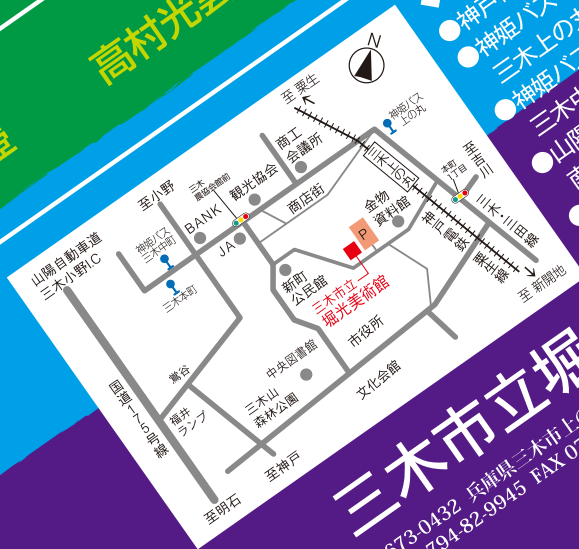 高村光雲
神姫バス
三木上の
神姫バス
三木
山陽
N
至 粟生
神姫バス
上の丸
商工
会議所
三木上の丸
至
吉
川
本町
1丁目
三木
農協会館前
観光協会
至小野
商店街
金物
資料館
三木・三田線
BANK
JA
P
神戸電鉄
粟生線
至 新開地
山陽自動車道
三木小野IC
神姫バス
三木中町
三木本町
新町
公民館
三木市立
堀光美術館
市役所
中央図書館
文化会館
鶯谷
国道175号線
福井
ランプ
三木山
森林公園
至神戸
至明石
三木市立堀
673-0432 兵庫県三木市上の
794-82-9945 FAX 0